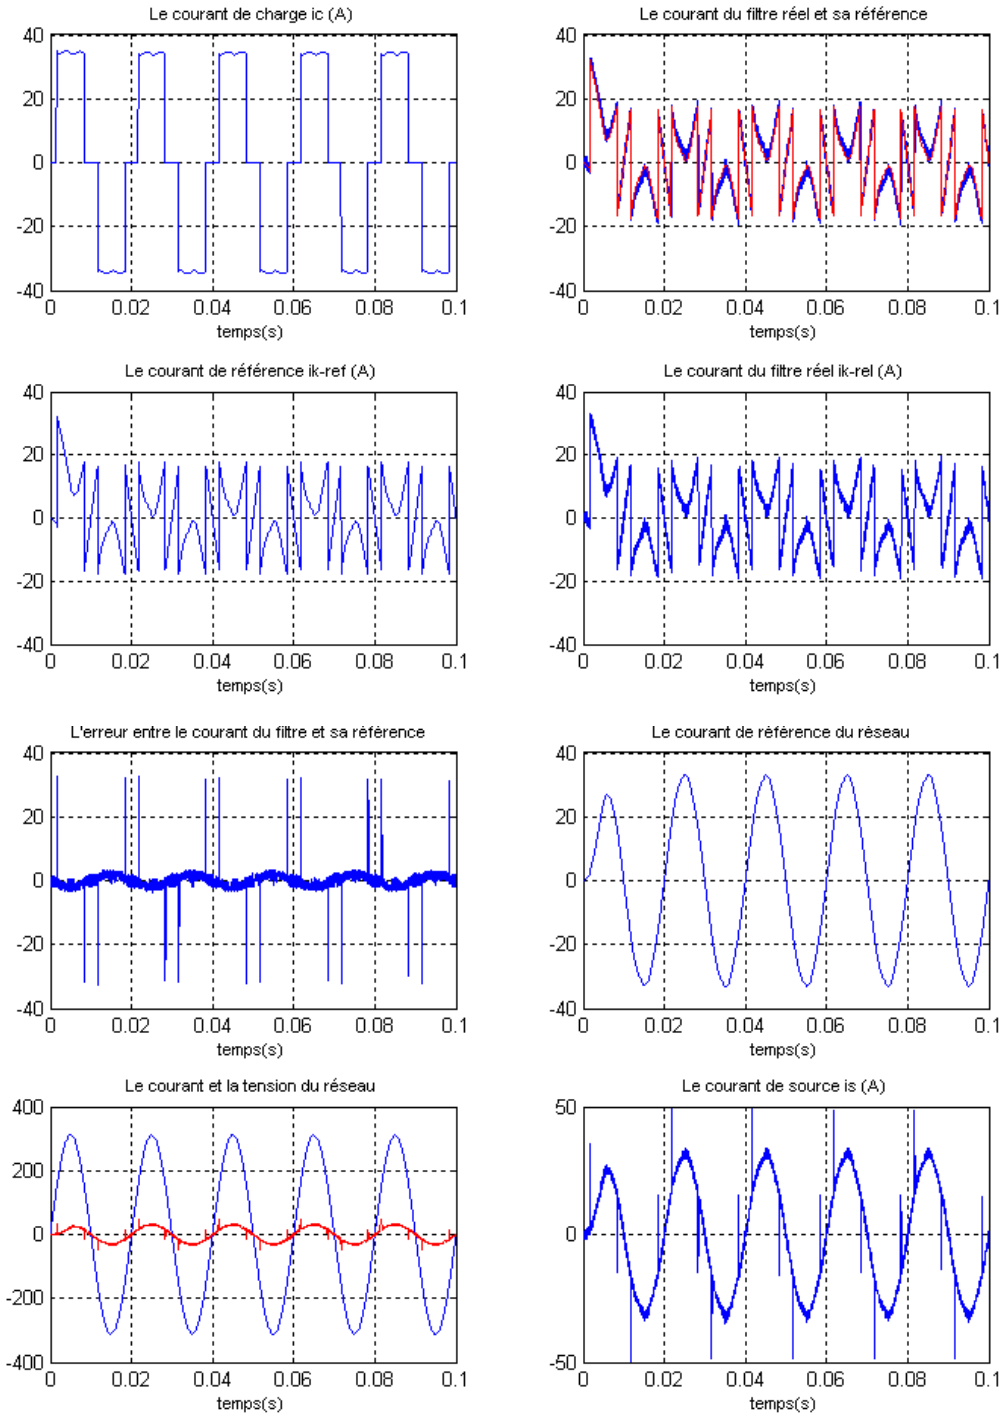 Le courant de charge ic (A)
40
20
0
-20
-40
0 0.02 0.04 0.06 0.08 0.1
temps(s)
Le courant du filtre réel et sa référence
40
20
0
-20
-40
0 0.02 0.04 0.06 0.08 0.1
temps(s)
Le courant de référence ik-ref (A)
40
20
0
-20
-40
0 0.02 0.04 0.06 0.08 0.1
temps(s)
Le courant du filtre réel ik-rel (A)
40
20
0
-20
-40
0 0.02 0.04 0.06 0.08 0.1
temps(s)
L'erreur entre le courant du filtre et sa référence
40
20
0
-20
-40
0 0.02 0.04 0.06 0.08 0.1
temps(s)
Le courant de référence du réseau
40
20
0
-20
-40
0 0.02 0.04 0.06 0.08 0.1
temps(s)
Le courant et la tension du réseau
400
200
0
-200
-400
0 0.02 0.04 0.06 0.08 0.1
temps(s)
Le courant de source is (A)
50
0
-50
0 0.02 0.04 0.06 0.08 0.1
temps(s)